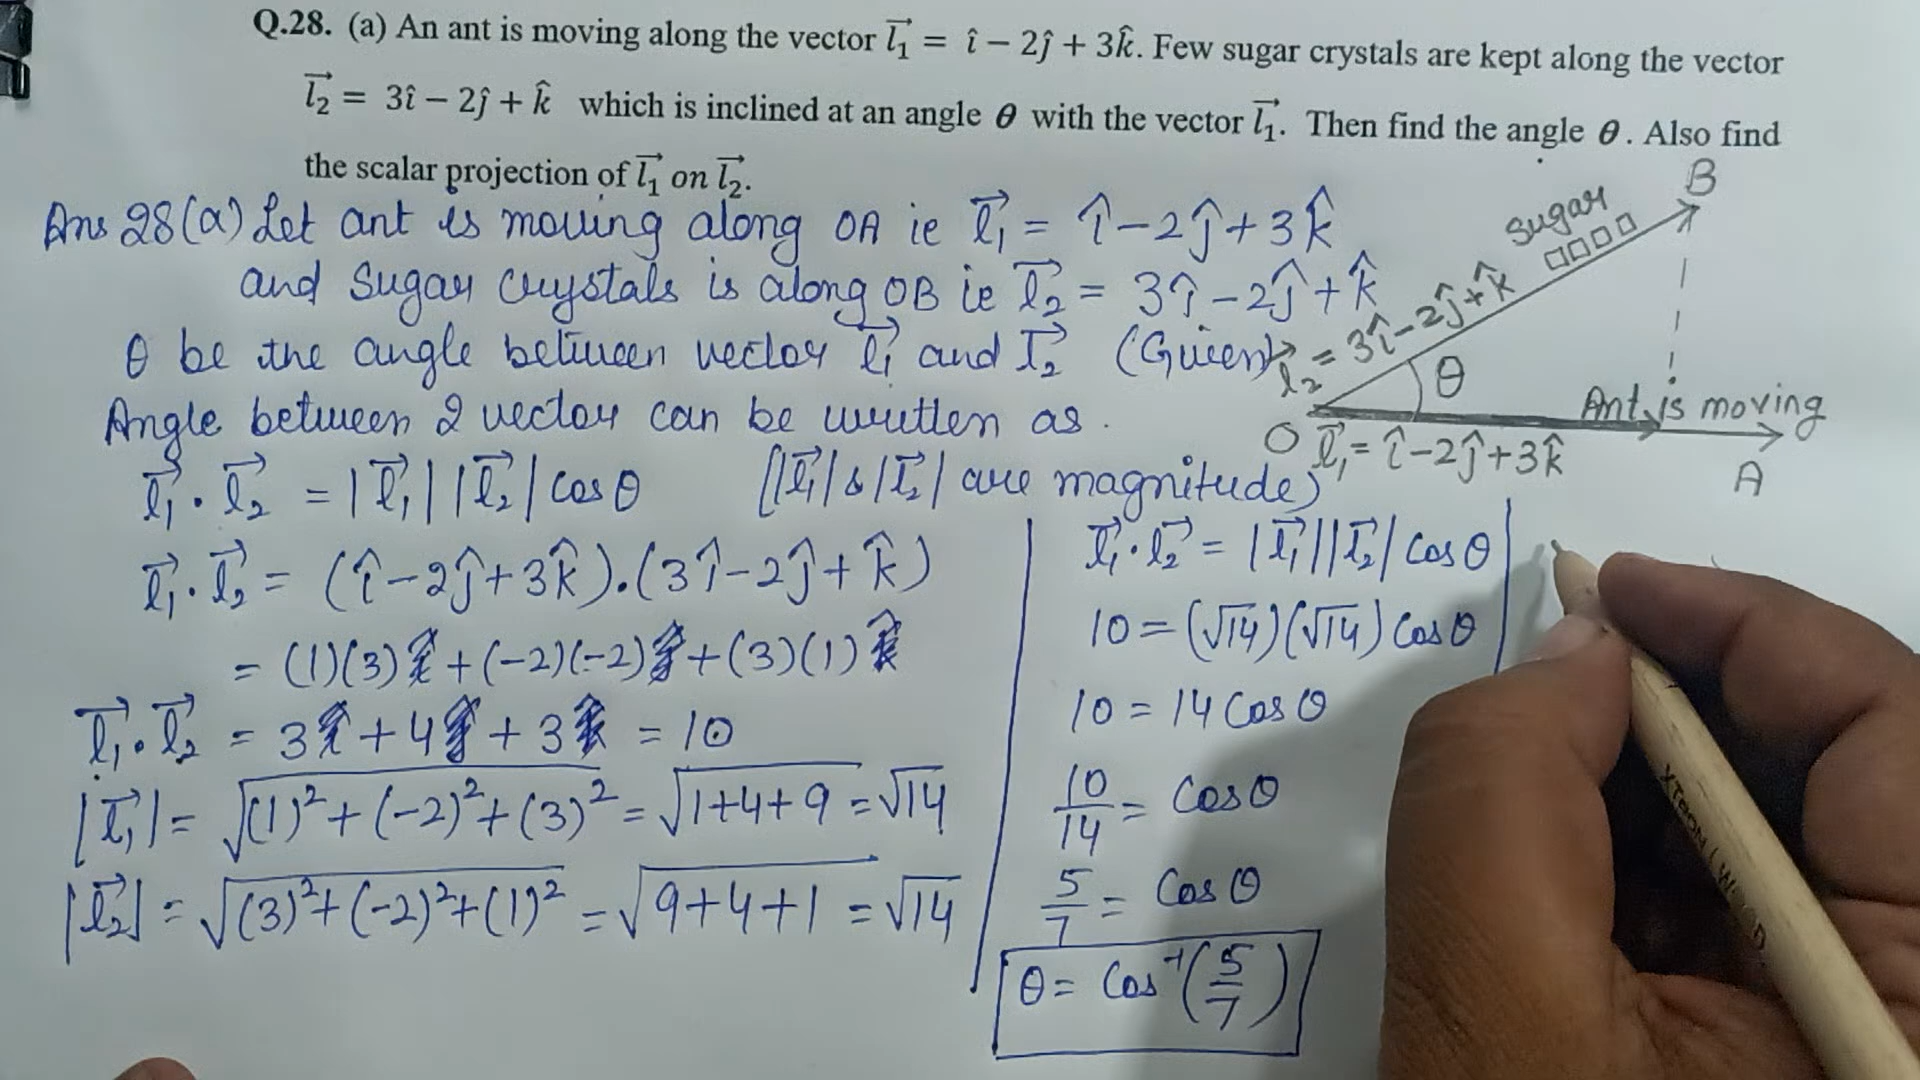 Q.28. (a) An ant is moving along the vector l₁⃗ = î − 2ĵ + 3k̂. Few sugar crystals are kept along the vector
l₂⃗ = 3î − 2ĵ + k̂ which is inclined at an angle θ with the vector l₁⃗. Then find the angle θ. Also find
the scalar projection of l₁⃗ on l₂⃗.
Ans 28(a) Let ant is moving along OA ie l₁⃗ = î−2ĵ+3k̂
and Sugar Crystals is along OB ie l₂⃗ = 3î−2ĵ+k̂
θ be the angle between vector l₁⃗ and l₂⃗ (Given)
Angle between 2 vector can be written as.
l₁⃗ . l₂⃗ = |l₁⃗| |l₂⃗| cos θ [|l₁⃗| & |l₂⃗| are magnitude)
l₁⃗ . l₂⃗ = (î−2ĵ+3k̂).(3î−2ĵ+k̂)
= (1)(3) + (−2)(−2) + (3)(1)
l₁⃗ . l₂⃗ = 3 + 4 + 3 = 10
|l₁⃗| = √(1)²+(−2)²+(3)² = √1+4+9 = √14
|l₂⃗| = √(3)²+(−2)²+(1)² = √9+4+1 = √14
B
sugar
l₂⃗ = 3î−2ĵ+k̂
θ
Ant is moving
O l₁⃗ = î−2ĵ+3k̂
A
l₁⃗ . l₂⃗ = |l₁⃗||l₂⃗| Cos θ
10 = (√14)(√14) Cos θ
10 = 14 Cos θ
10/14 = Cos θ
5/7 = Cos θ
θ = Cos⁻¹(5/7)